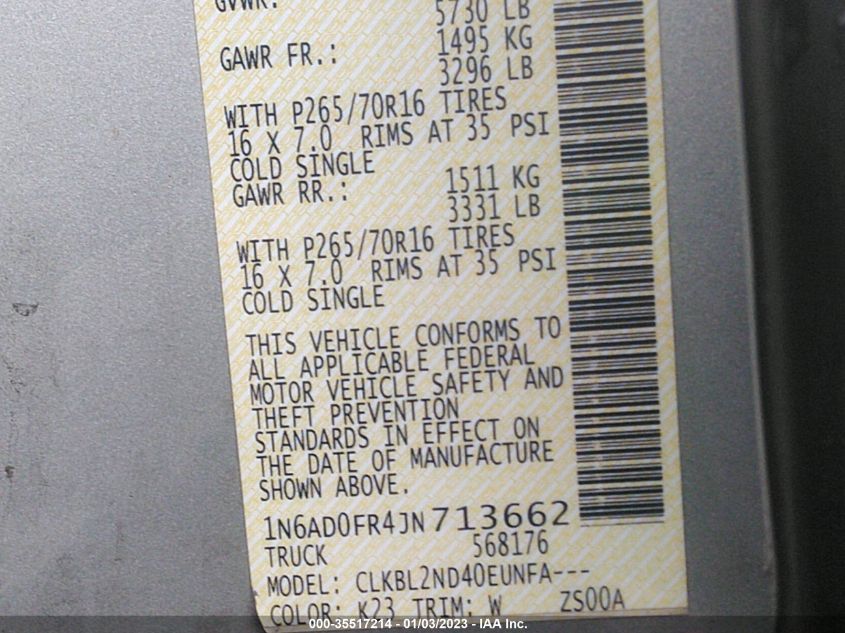 GVWR:
5730 LB
GAWR FR.: 1495 KG
3296 LB
WITH P265/70R16 TIRES
16 X 7.0 RIMS AT 35 PSI
COLD SINGLE
GAWR RR.: 1511 KG
3331 LB
WITH P265/70R16 TIRES
16 X 7.0 RIMS AT 35 PSI
COLD SINGLE
THIS VEHICLE CONFORMS TO
ALL APPLICABLE FEDERAL
MOTOR VEHICLE SAFETY AND
THEFT PREVENTION
STANDARDS IN EFFECT ON
THE DATE OF MANUFACTURE
SHOWN ABOVE.
1N6AD0FR4JN713662
TRUCK 568176
MODEL: CLKBL2ND40EUNFA---
COLOR: K23 TRIM: W ZS00A
000-35517214 - 01/03/2023 - IAA Inc.